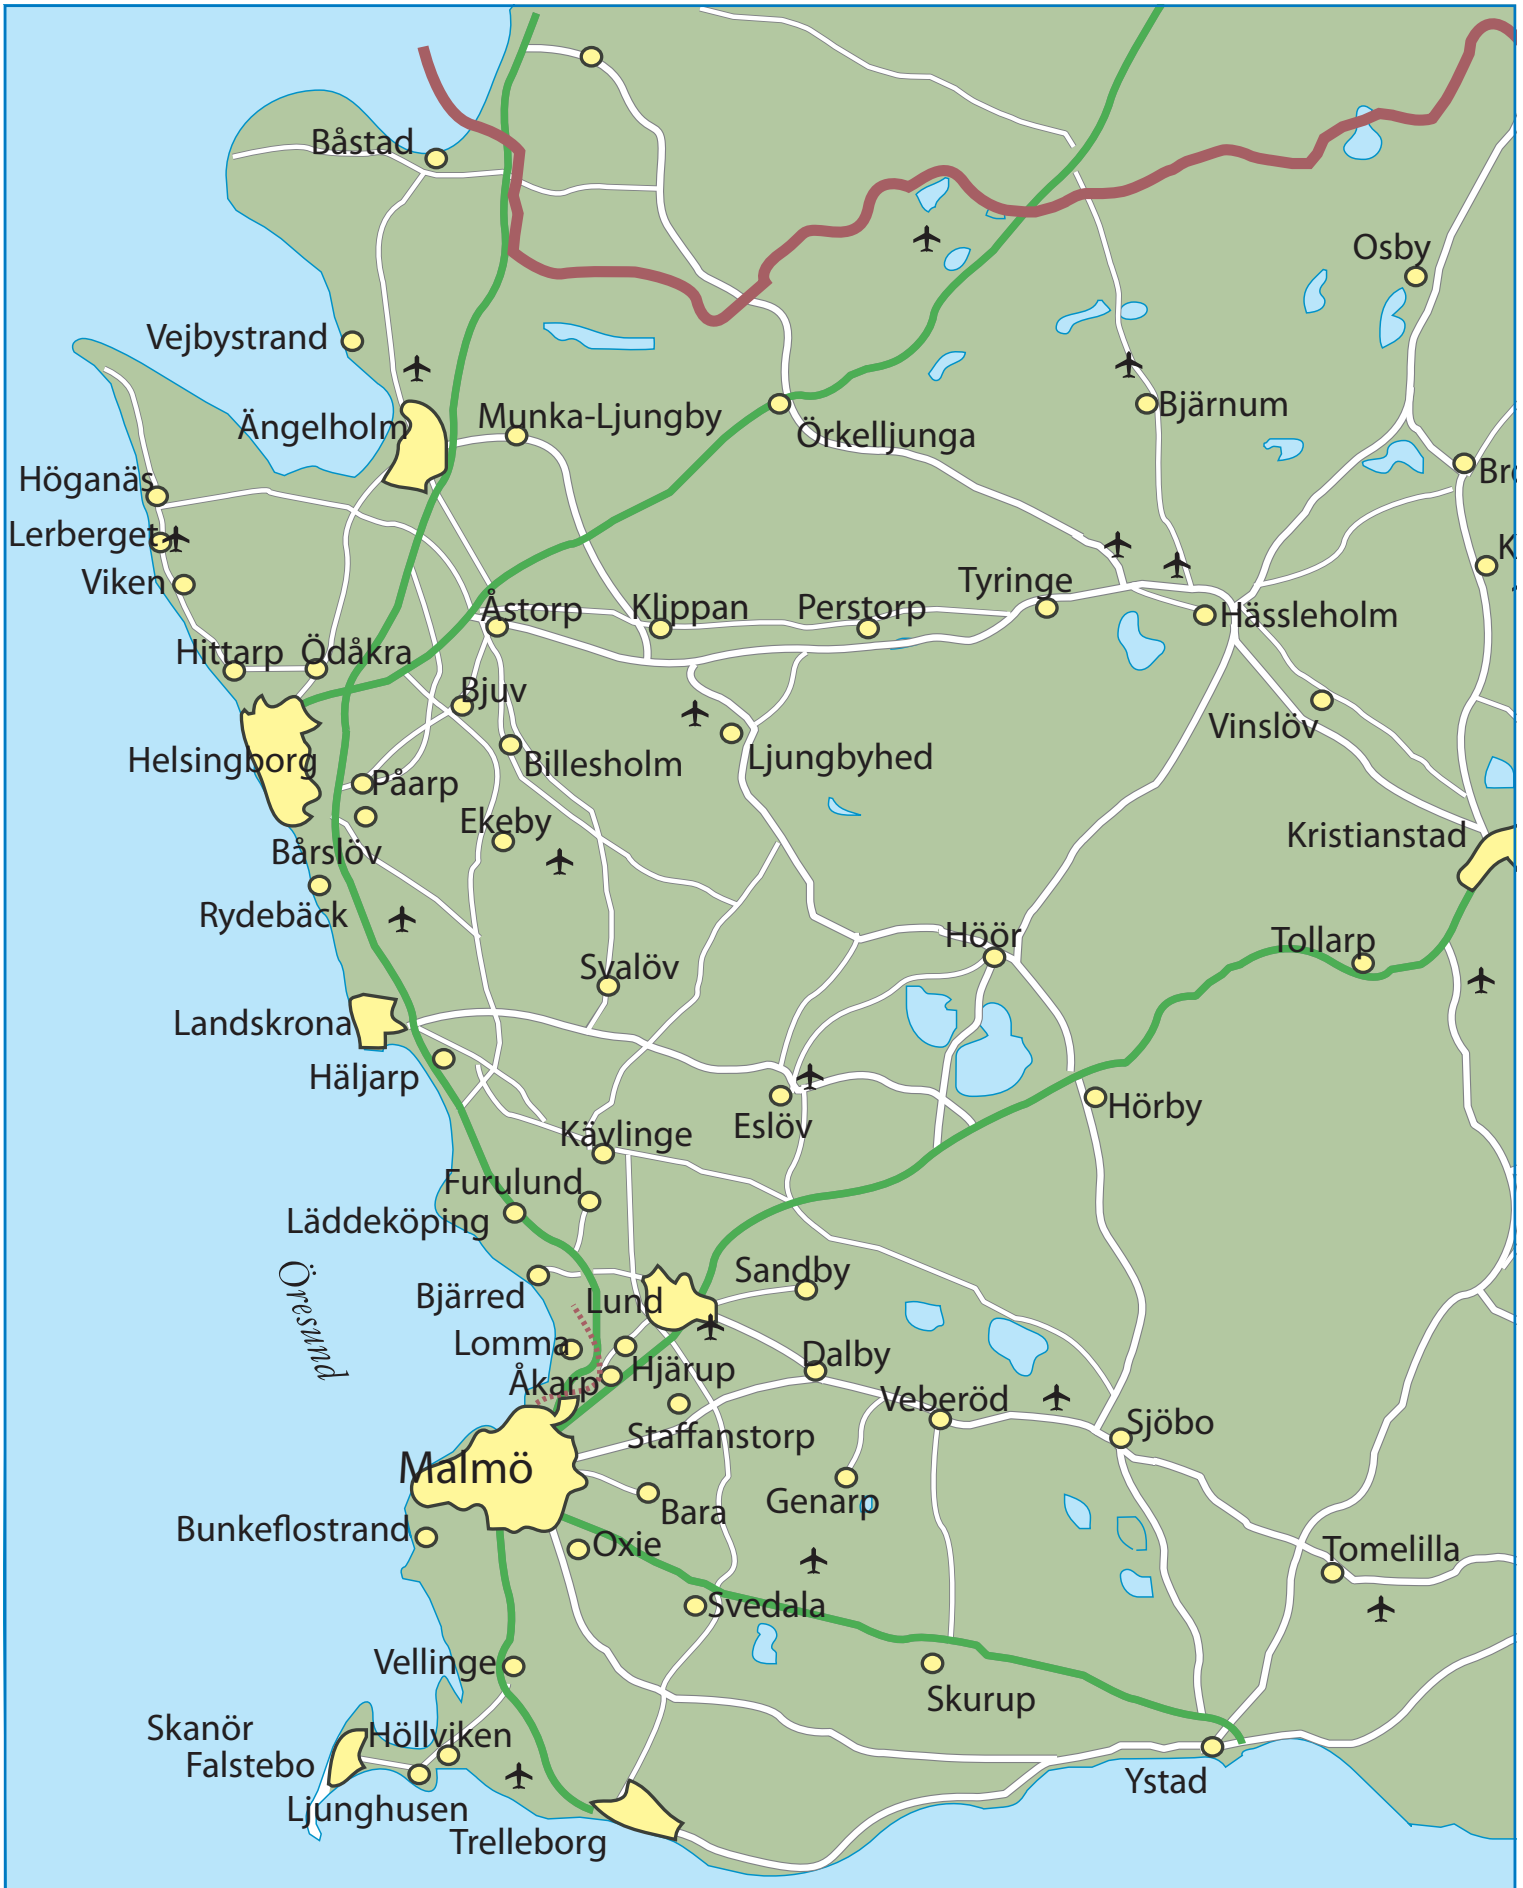 Båstad
Osby
Vejbystrand
Bjärnum
Ängelholm
Munka-Ljungby
Örkelljunga
Höganäs
Br
Lerberget
K
Viken
Tyringe
Åstorp
Klippan
Perstorp
Hässleholm
Hittarp
Ödåkra
Bjuv
Vinslöv
Helsingborg
Billesholm
Ljungbyhed
Påarp
Ekeby
Kristianstad
Bårslöv
Rydebäck
Höör
Tollarp
Svalöv
Landskrona
Häljarp
Hörby
Eslöv
Kävlinge
Furulund
Läddeköping
Öresund
Sandby
Bjärred
Lund
Lomma
Dalby
Hjärup
Åkarp
Veberöd
Sjöbo
Staffanstorp
Malmö
Genarp
Bara
Bunkeflostrand
Oxie
Tomelilla
Svedala
Vellinge
Skurup
Skanör
Falstebo
Höllviken
Ystad
Ljunghusen
Trelleborg